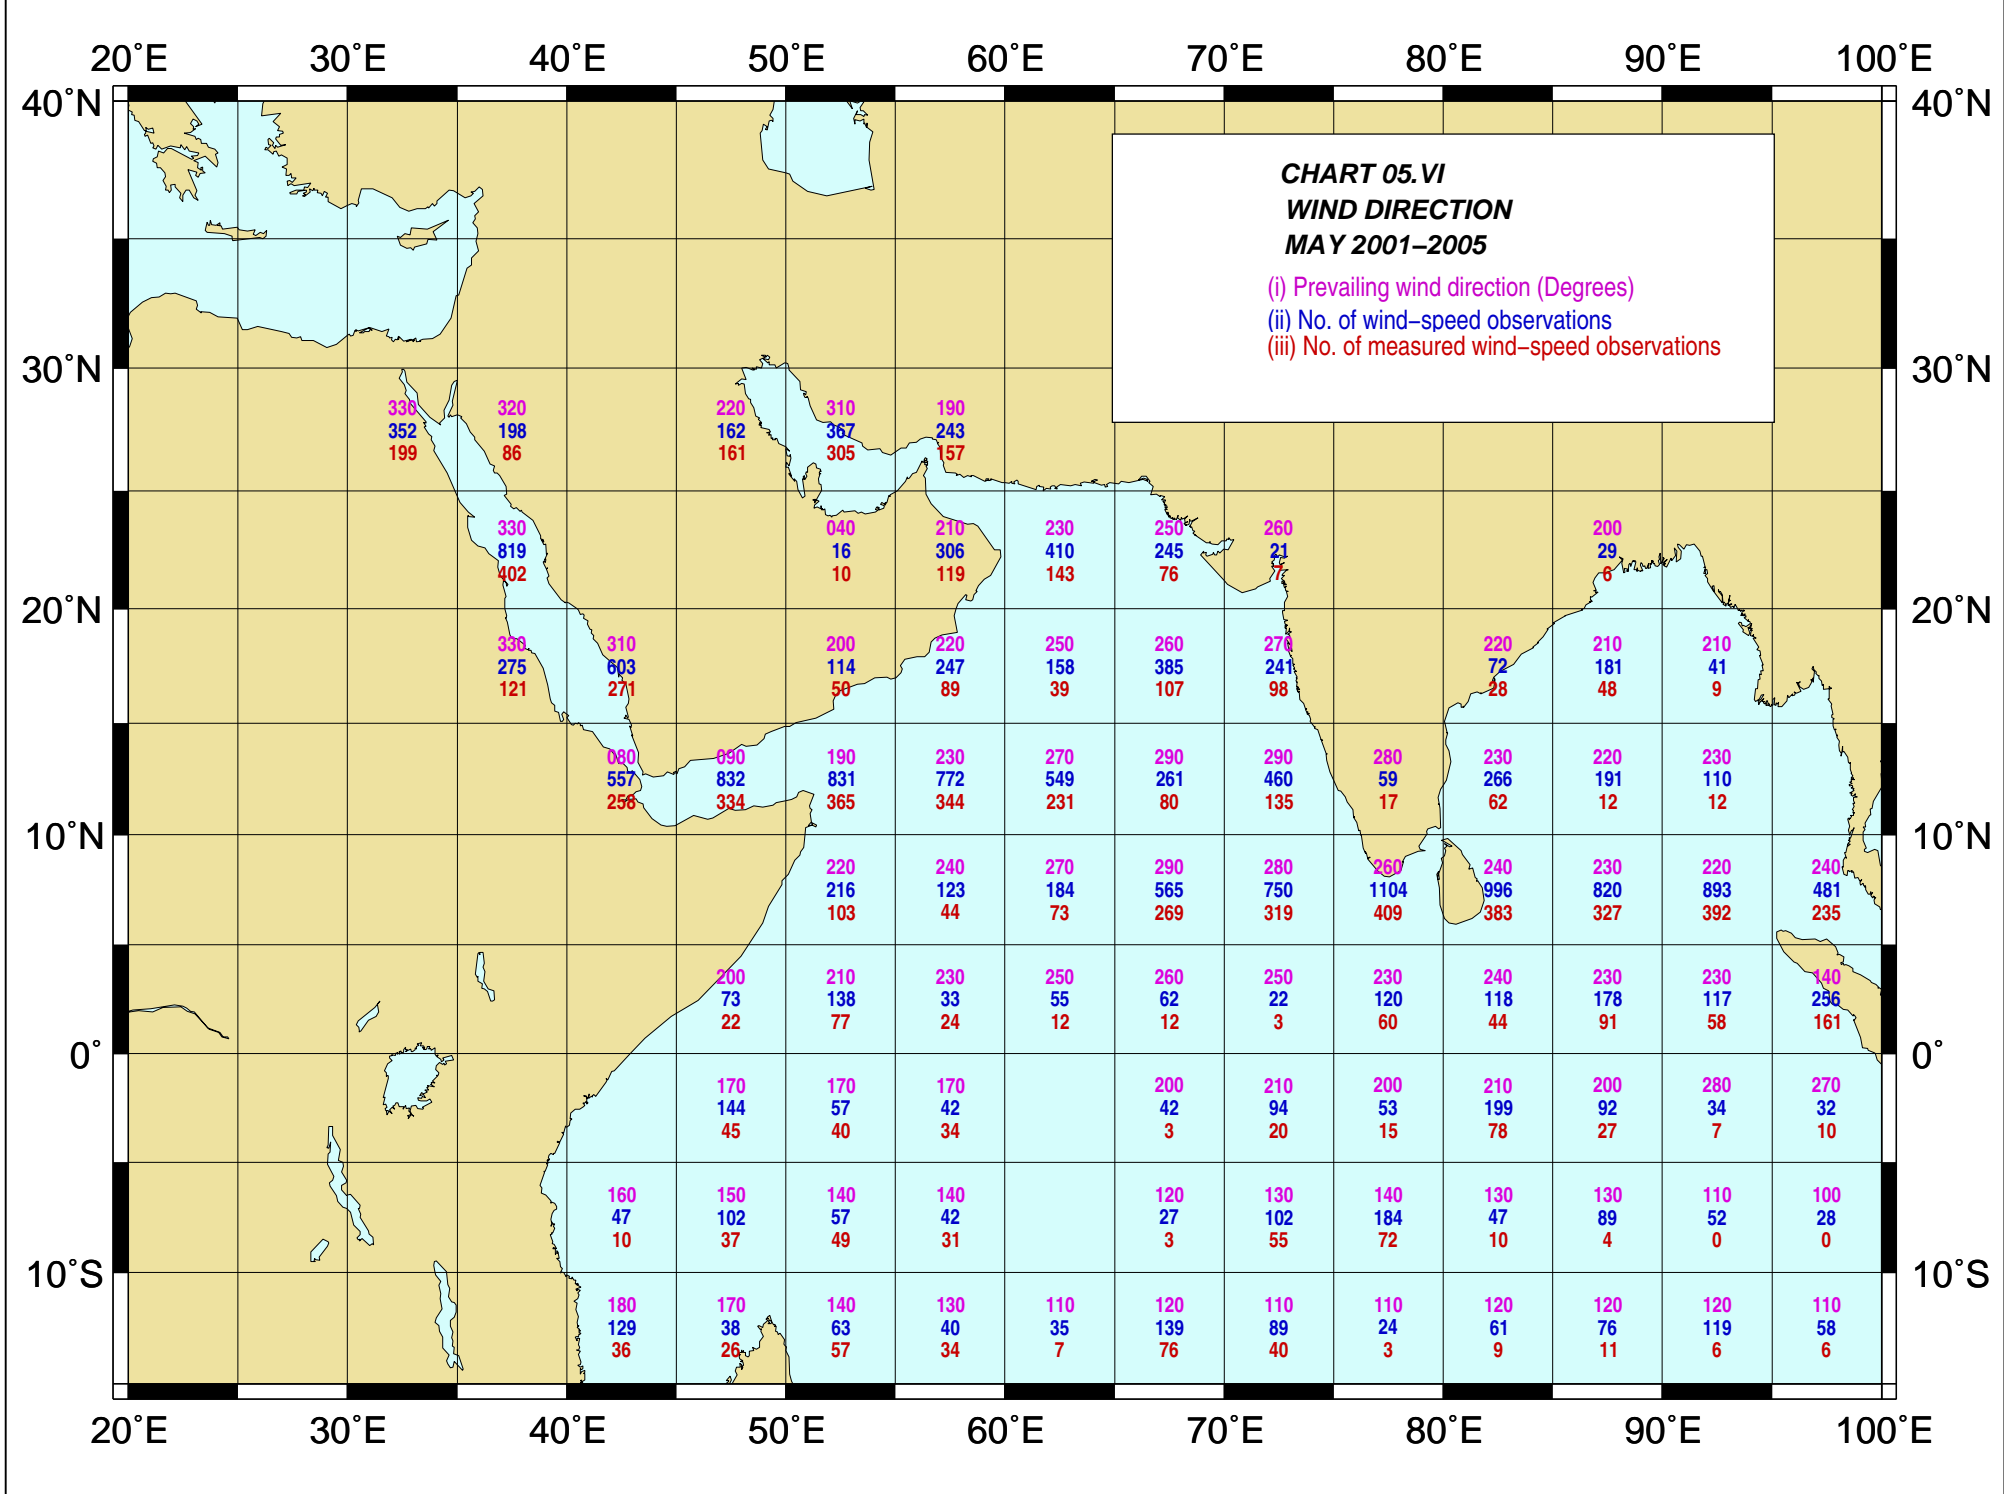 20°E 30°E 40°E 50°E 60°E 70°E 80°E 90°E 100°E
40°N 40°N
CHART 05.VI
WIND DIRECTION
MAY 2001–2005
(i) Prevailing wind direction (Degrees)
(ii) No. of wind–speed observations
(iii) No. of measured wind–speed observations
30°N 30°N
330 320 220 310 190
352 198 162 367 243
199 86 161 305 157
330 040 210 230 250 260 200
819 16 306 410 245 21 29
402 10 119 143 76 7 6
20°N 20°N
330 310 200 220 250 260 270 220 210 210
275 603 114 247 158 385 241 72 181 41
121 271 50 89 39 107 98 28 48 9
080 090 190 230 270 290 290 280 230 220 230
557 832 831 772 549 261 460 59 266 191 110
258 334 365 344 231 80 135 17 62 12 12
10°N 10°N
220 240 270 290 280 260 240 230 220 240
216 123 184 565 750 1104 996 820 893 481
103 44 73 269 319 409 383 327 392 235
200 210 230 250 260 250 230 240 230 230 140
73 138 33 55 62 22 120 118 178 117 256
22 77 24 12 12 3 60 44 91 58 161
0° 0°
170 170 170 200 210 200 210 200 280 270
144 57 42 42 94 53 199 92 34 32
45 40 34 3 20 15 78 27 7 10
160 150 140 140 120 130 140 130 130 110 100
47 102 57 42 27 102 184 47 89 52 28
10 37 49 31 3 55 72 10 4 0 0
10°S 10°S
180 170 140 130 110 120 110 110 120 120 120 110
129 38 63 40 35 139 89 24 61 76 119 58
36 26 57 34 7 76 40 3 9 11 6 6
20°E 30°E 40°E 50°E 60°E 70°E 80°E 90°E 100°E